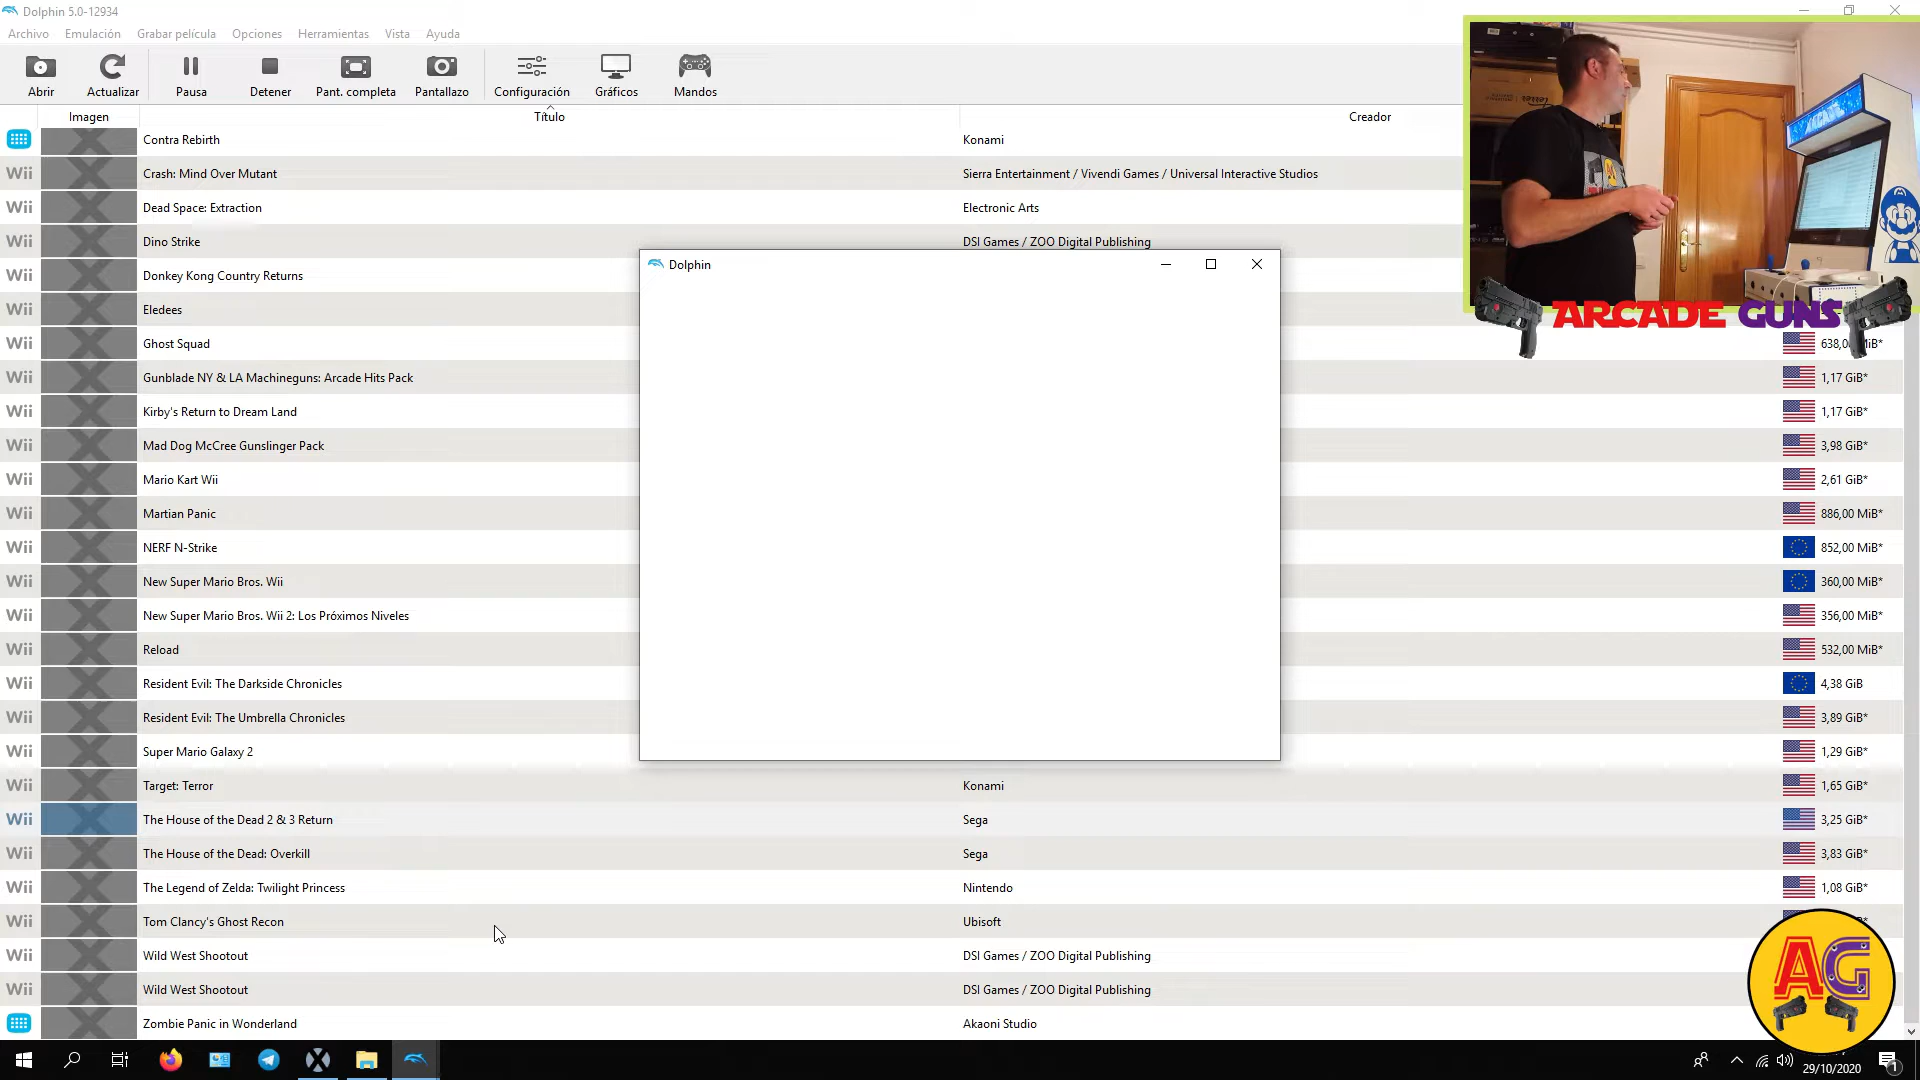 Dolphin 5.0-12934
Archivo Emulación Grabar película Opciones Herramientas Vista Ayuda
Abrir Actualizar Pausa Detener Pant. completa Pantallazo Configuración Gráficos Mandos
Imagen Título Creador
Contra Rebirth Konami
Wii Crash: Mind Over Mutant Sierra Entertainment / Vivendi Games / Universal Interactive Studios
Wii Dead Space: Extraction Electronic Arts
Wii Dino Strike DSI Games / ZOO Digital Publishing
Dolphin
Wii Donkey Kong Country Returns
Wii Eledees
ARCADE GUNS
Wii Ghost Squad 638,0
Wii Gunblade NY & LA Machineguns: Arcade Hits Pack 1,17 GiB*
Wii Kirby's Return to Dream Land 1,17 GiB*
Wii Mad Dog McCree Gunslinger Pack 3,98 GiB*
Wii Mario Kart Wii 2,61 GiB*
Wii Martian Panic 886,00 MiB*
Wii NERF N-Strike 852,00 MiB*
Wii New Super Mario Bros. Wii 360,00 MiB*
Wii New Super Mario Bros. Wii 2: Los Próximos Niveles 356,00 MiB*
Wii Reload 532,00 MiB*
Wii Resident Evil: The Darkside Chronicles 4,38 GiB
Wii Resident Evil: The Umbrella Chronicles 3,89 GiB*
Wii Super Mario Galaxy 2 1,29 GiB*
Wii Target: Terror Konami 1,65 GiB*
Wii The House of the Dead 2 & 3 Return Sega 3,25 GiB*
Wii The House of the Dead: Overkill Sega 3,83 GiB*
Wii The Legend of Zelda: Twilight Princess Nintendo 1,08 GiB*
Wii Tom Clancy's Ghost Recon Ubisoft
Wii Wild West Shootout DSI Games / ZOO Digital Publishing
Wii Wild West Shootout DSI Games / ZOO Digital Publishing
AG
Zombie Panic in Wonderland Akaoni Studio
29/10/2020
1